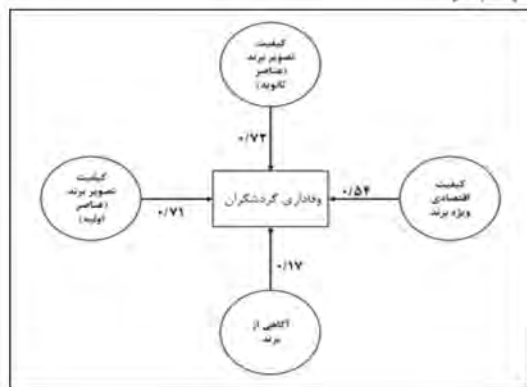 کیفیت
تصویر برند
(عناصر
ثانویه)
۰/۷۳
کیفیت
تصویر برند
(عناصر
اولیه)
۰/۷۱
وفاداری گردشگران
۰/۵۴
کیفیت
اقتصادی
ویژه برند
۰/۱۷
آگاهی از
برند